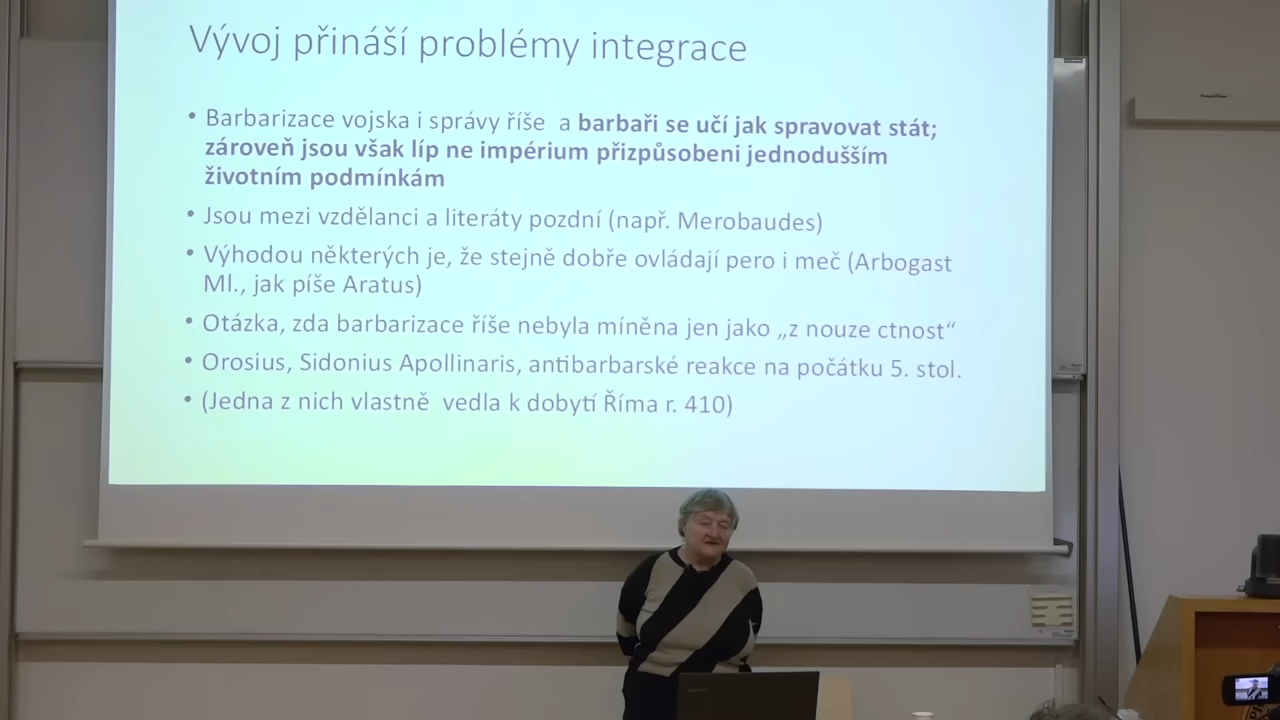 Vývoj přináší problémy integrace
• Barbarizace vojska i správy říše a barbaři se učí jak spravovat stát;
zároveň jsou však líp ne impérium přizpůsobeni jednodušším
životním podmínkám
• Jsou mezi vzdělanci a literáty pozdní (např. Merobaudes)
• Výhodou některých je, že stejně dobře ovládají pero i meč (Arbogast
Ml., jak píše Aratus)
• Otázka, zda barbarizace říše nebyla míněna jen jako „z nouze ctnost“
• Orosius, Sidonius Apollinaris, antibarbarské reakce na počátku 5. stol.
• (Jedna z nich vlastně vedla k dobytí Říma r. 410)